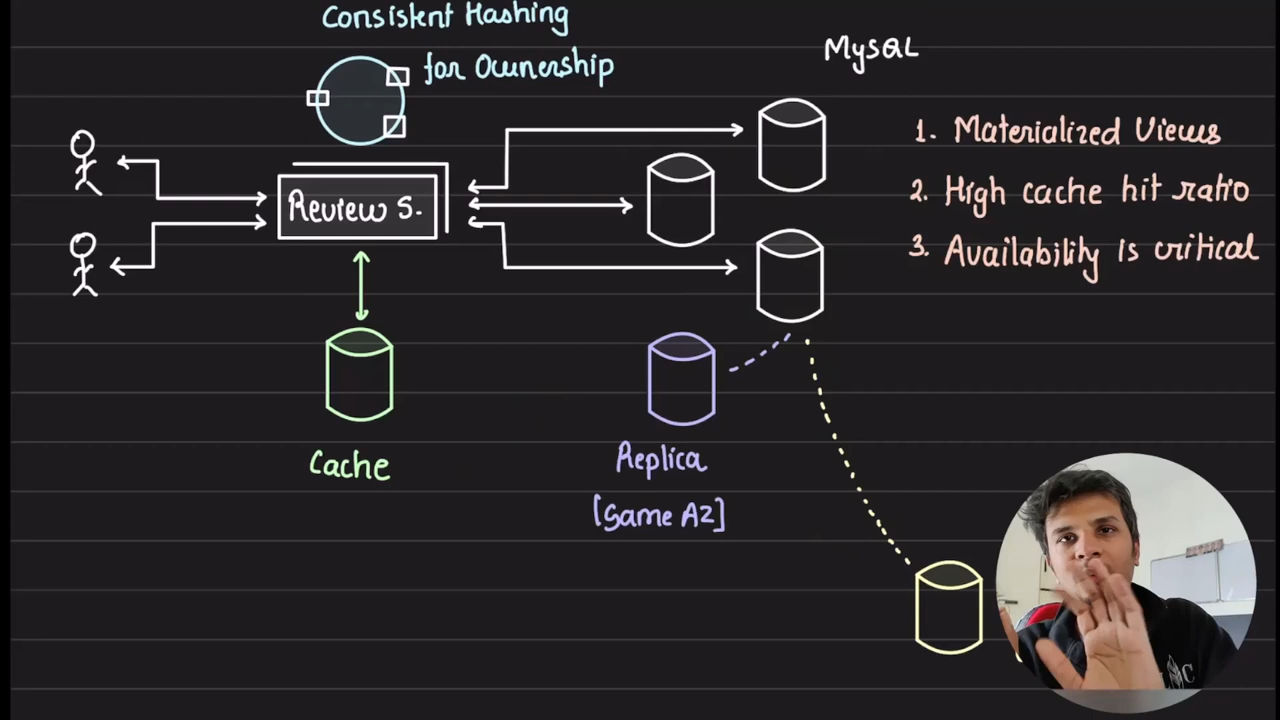 Consistent Hashing
for Ownership
MySQL
1. Materialized Views
2. High cache hit ratio
3. Availability is critical
Review S.
Cache
Replica
[Same AZ]